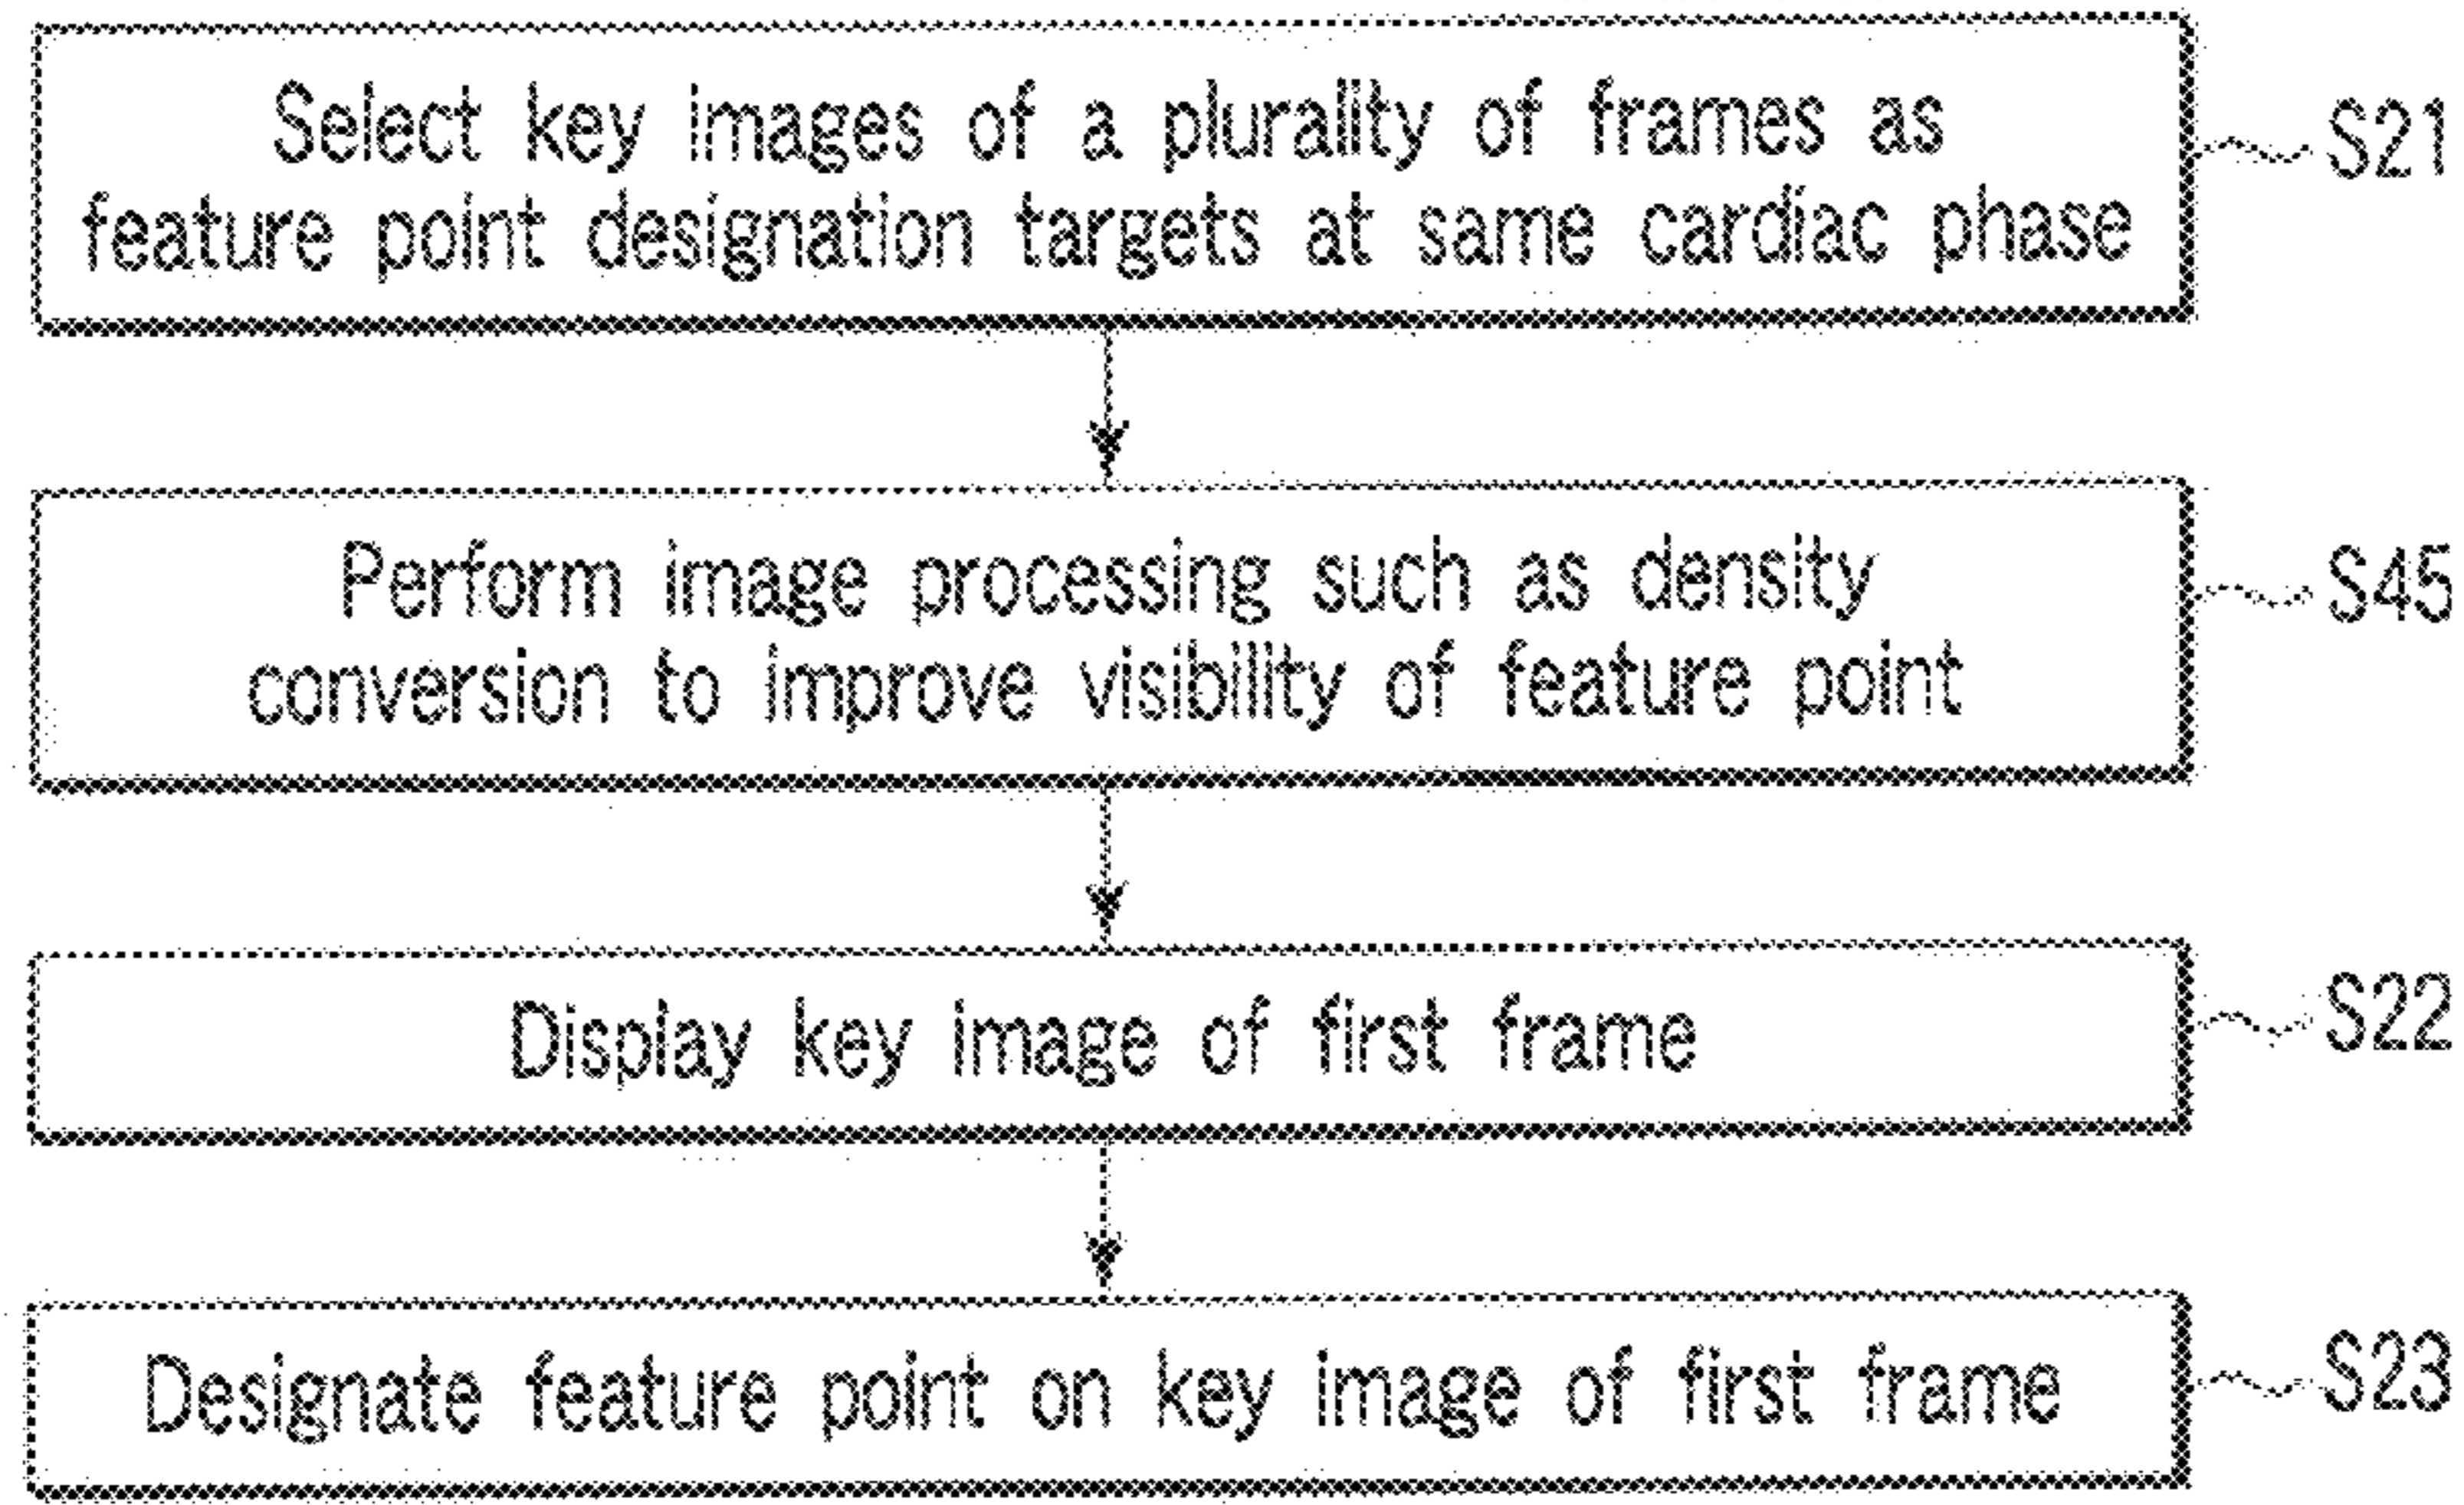 Select key images of a plurality of frames as
feature point designation targets at same cardiac phase
S21
Perform image processing such as density
conversion to improve visibility of feature point
S45
Display key image of first frame
S22
Designate feature point on key image of first frame
S23